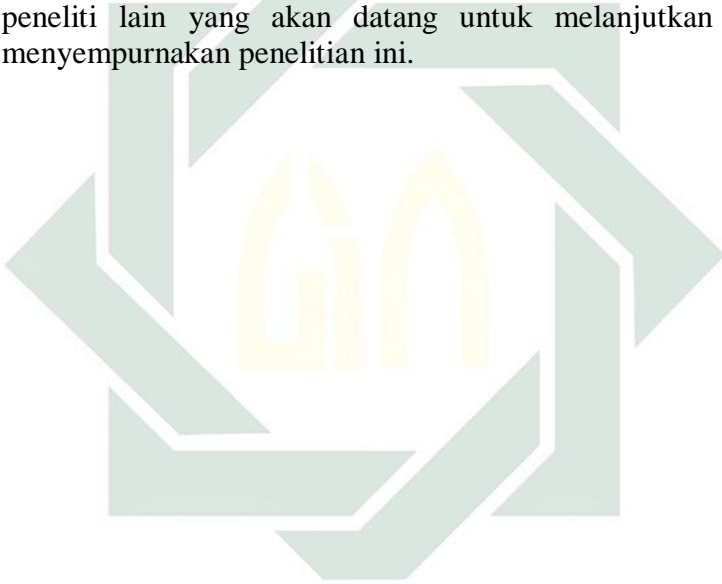 peneliti lain yang akan datang untuk melanjutkan
menyempurnakan penelitian ini.